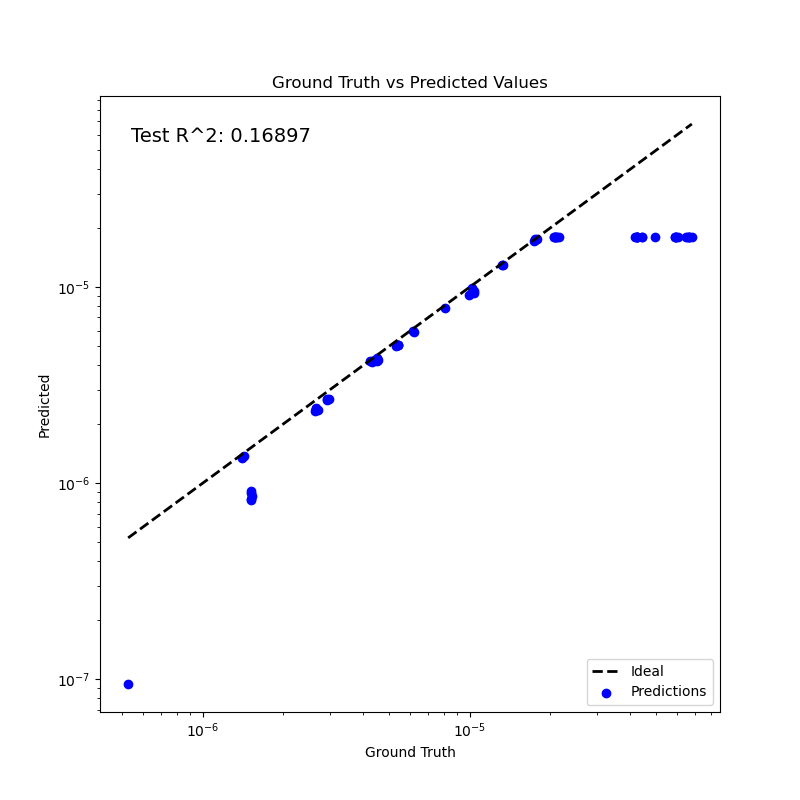 Ground Truth vs Predicted Values
Test R^2: 0.16897
Predicted
10⁻⁵
10⁻⁶
10⁻⁷
10⁻⁶
10⁻⁵
Ground Truth
Ideal
Predictions